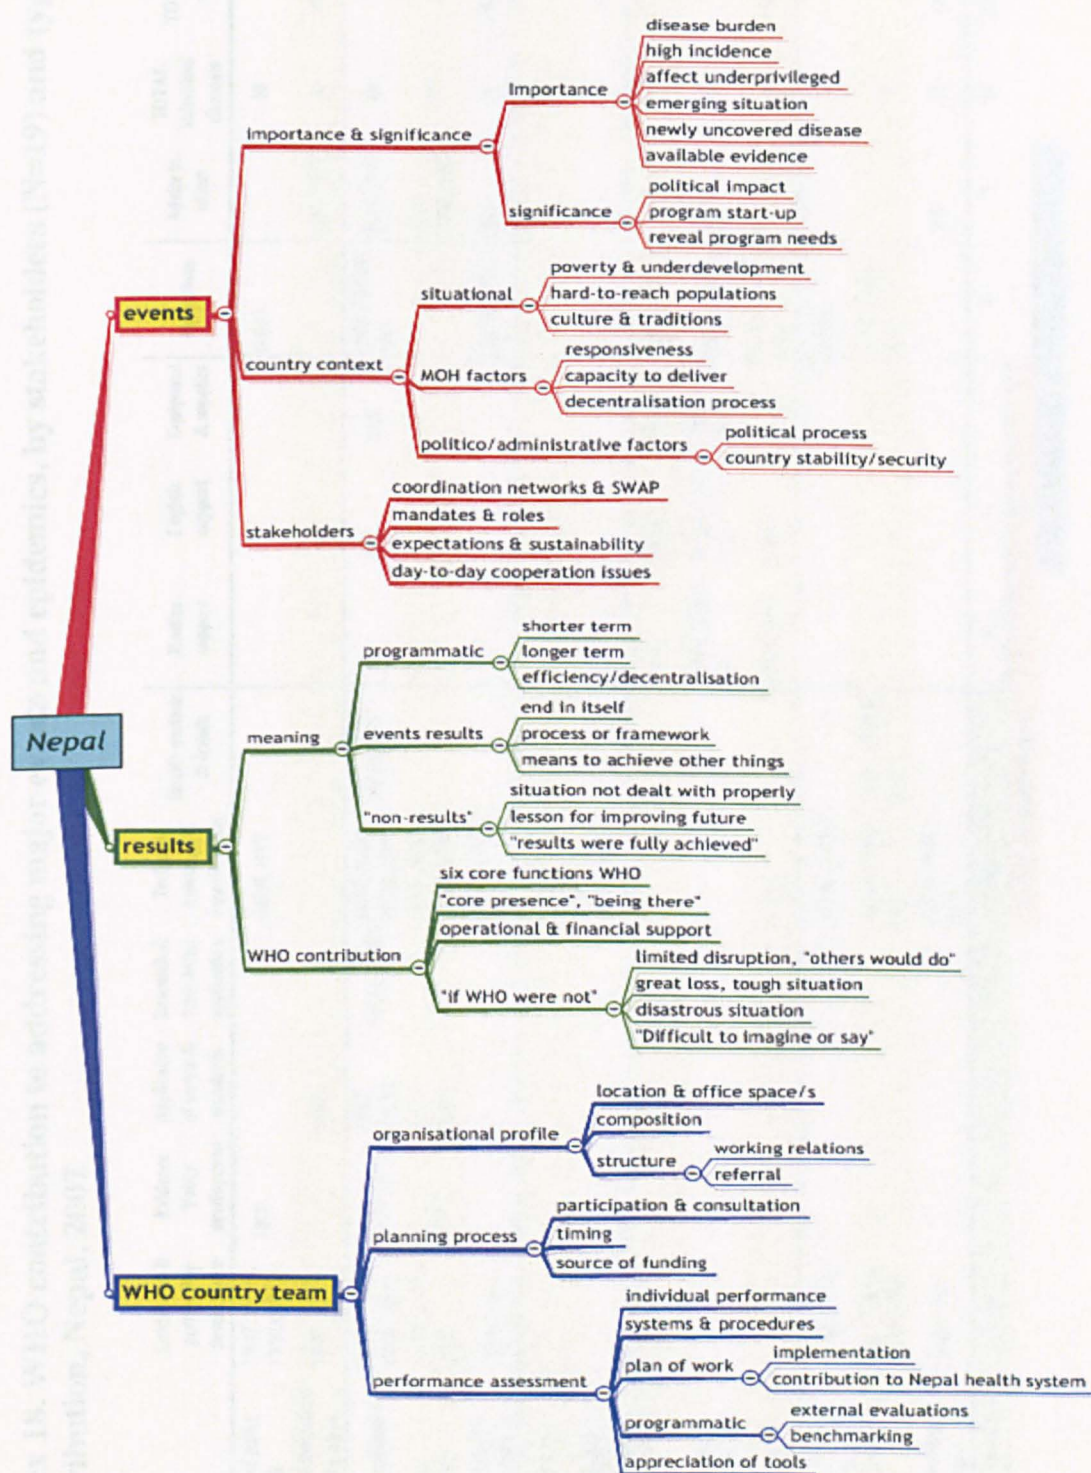 disease burden
high incidence
Importance
affect underprivileged
emerging situation
importance & significance
newly uncovered disease
available evidence
political impact
significance
program start-up
reveal program needs
poverty & underdevelopment
situational
hard-to-reach populations
events
culture & traditions
responsiveness
country context
MOH factors
capacity to deliver
decentralisation process
political process
politico/administrative factors
country stability/security
coordination networks & SWAP
mandates & roles
stakeholders
expectations & sustainability
day-to-day cooperation issues
shorter term
programmatic
longer term
efficiency/decentralisation
end in itself
Nepal
meaning
events results
process or framework
means to achieve other things
situation not dealt with properly
"non-results"
lesson for improving future
results
"results were fully achieved"
six core functions WHO
"core presence", "being there"
operational & financial support
WHO contribution
limited disruption, "others would do"
great loss, tough situation
"if WHO were not"
disastrous situation
"Difficult to imagine or say"
location & office space/s
composition
organisational profile
working relations
structure
referral
participation & consultation
planning process
timing
source of funding
WHO country team
individual performance
systems & procedures
implementation
plan of work
contribution to Nepal health system
performance assessment
external evaluations
programmatic
benchmarking
appreciation of tools